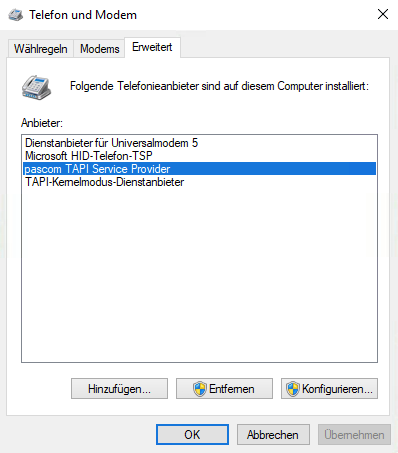 Telefon und Modem
Wählregeln Modems Erweitert
Folgende Telefonieanbieter sind auf diesem Computer installiert:
Anbieter:
Dienstanbieter für Universalmodem 5
Microsoft HID-Telefon-TSP
pascom TAPI Service Provider
TAPI-Kernelmodus-Dienstanbieter
Hinzufügen... Entfernen Konfigurieren...
OK Abbrechen Übernehmen